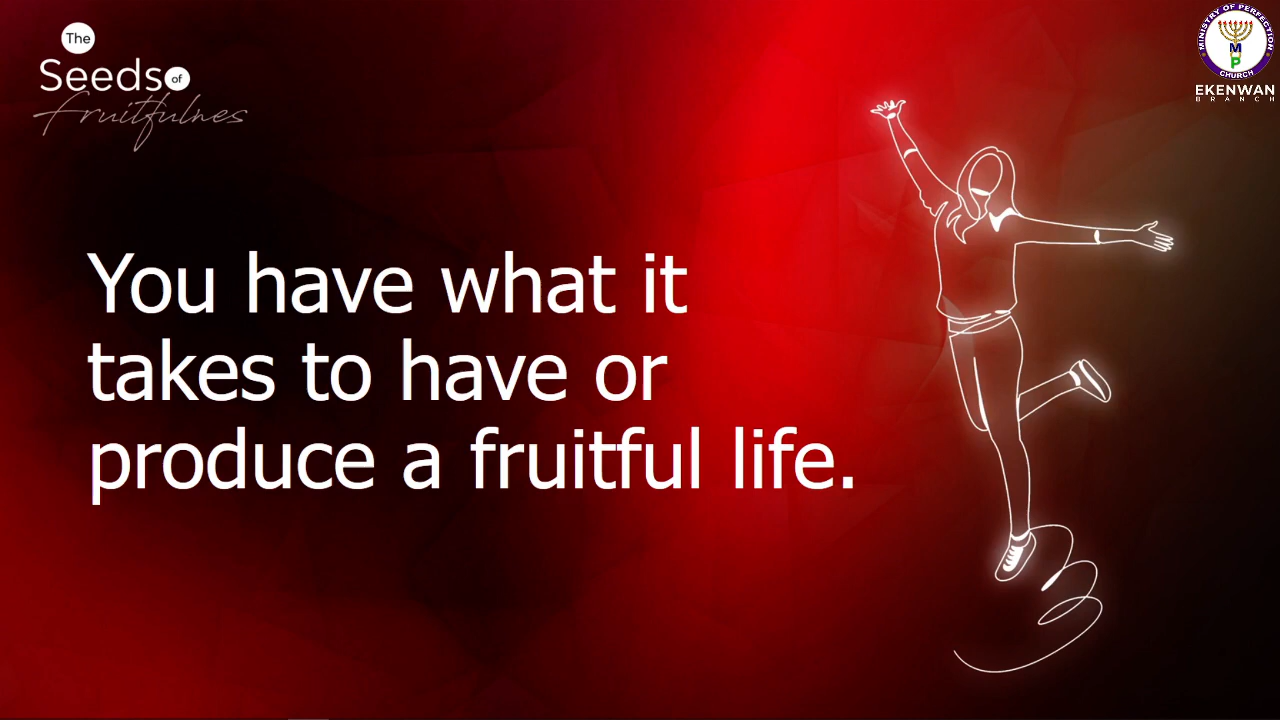 The
Seeds of
fruitfulnes
MINISTRY OF PERFECTION
M
P
CHURCH
EKENWAN
BRANCH
You have what it
takes to have or
produce a fruitful life.